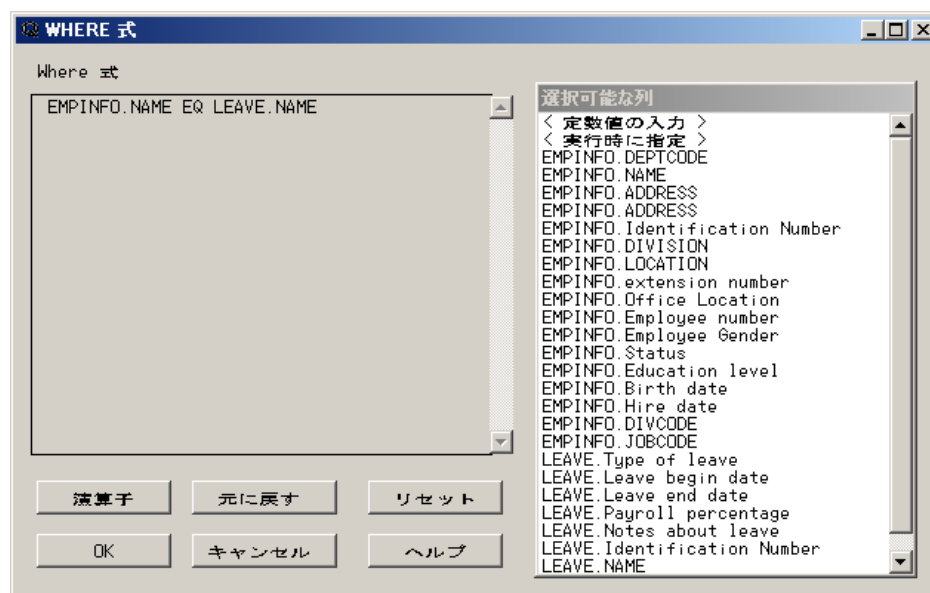 WHERE 式
Where 式
EMPINFO.NAME EQ LEAVE.NAME
選択可能な列
< 定数値の入力 >
< 実行時に指定 >
EMPINFO.DEPTCODE
EMPINFO.NAME
EMPINFO.ADDRESS
EMPINFO.ADDRESS
EMPINFO.Identification Number
EMPINFO.DIVISION
EMPINFO.LOCATION
EMPINFO.extension number
EMPINFO.Office Location
EMPINFO.Employee number
EMPINFO.Employee Gender
EMPINFO.Status
EMPINFO.Education level
EMPINFO.Birth date
EMPINFO.Hire date
EMPINFO.DIVCODE
EMPINFO.JOBCODE
LEAVE.Type of leave
LEAVE.Leave begin date
LEAVE.Leave end date
LEAVE.Payroll percentage
LEAVE.Notes about leave
LEAVE.Identification Number
LEAVE.NAME
演算子 元に戻す リセット
OK キャンセル ヘルプ